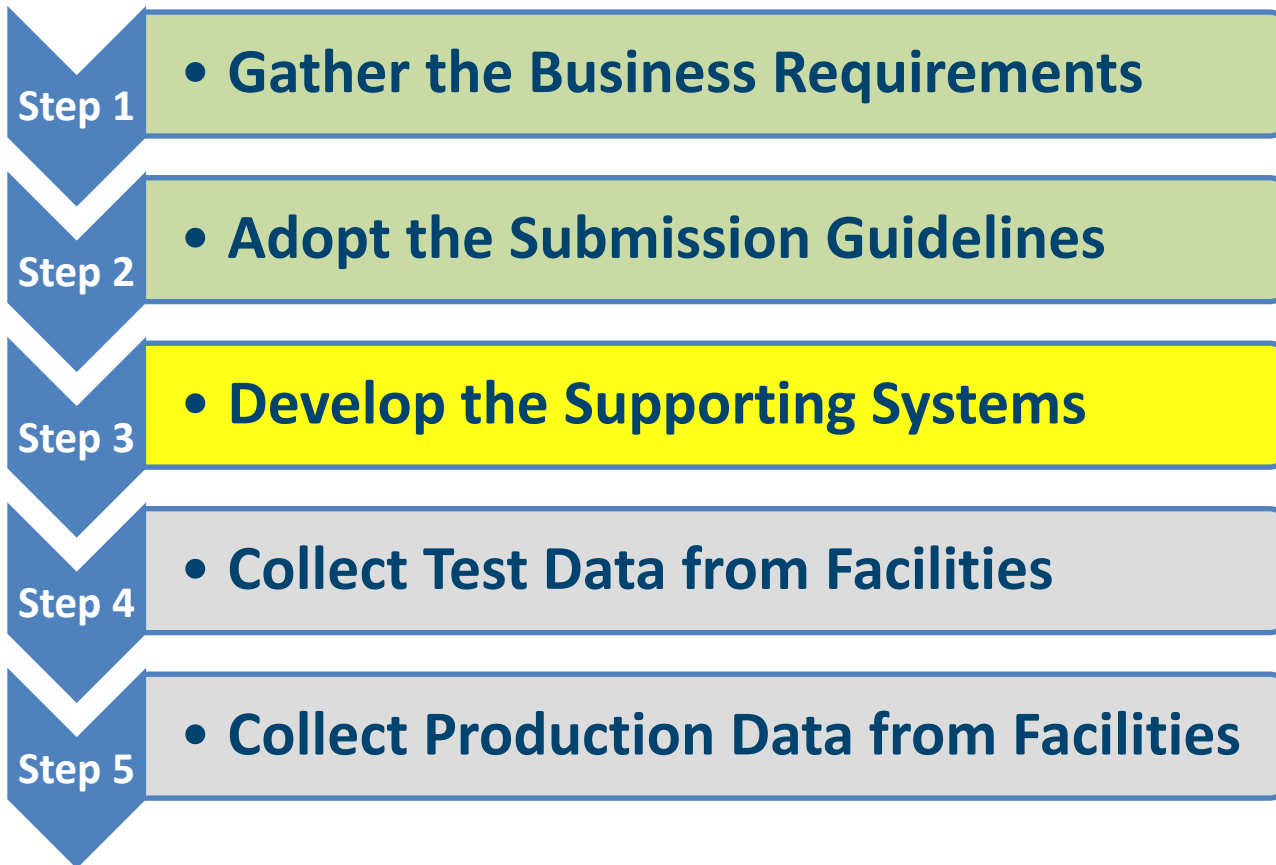 Step 1
• Gather the Business Requirements
Step 2
• Adopt the Submission Guidelines
Step 3
• Develop the Supporting Systems
Step 4
• Collect Test Data from Facilities
Step 5
• Collect Production Data from Facilities